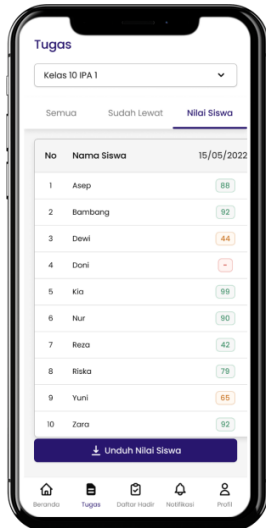 Tugas
Kelas 10 IPA 1
Semua Sudah Lewat Nilai Siswa
No Nama Siswa 15/05/2022
1 Asep 88
2 Bambang 92
3 Dewi 44
4 Doni -
5 Kia 99
6 Nur 90
7 Reza 42
8 Riska 79
9 Yuni 65
10 Zara 92
Unduh Nilai Siswa
Beranda Tugas Daftar Hadir Notifikasi Profil